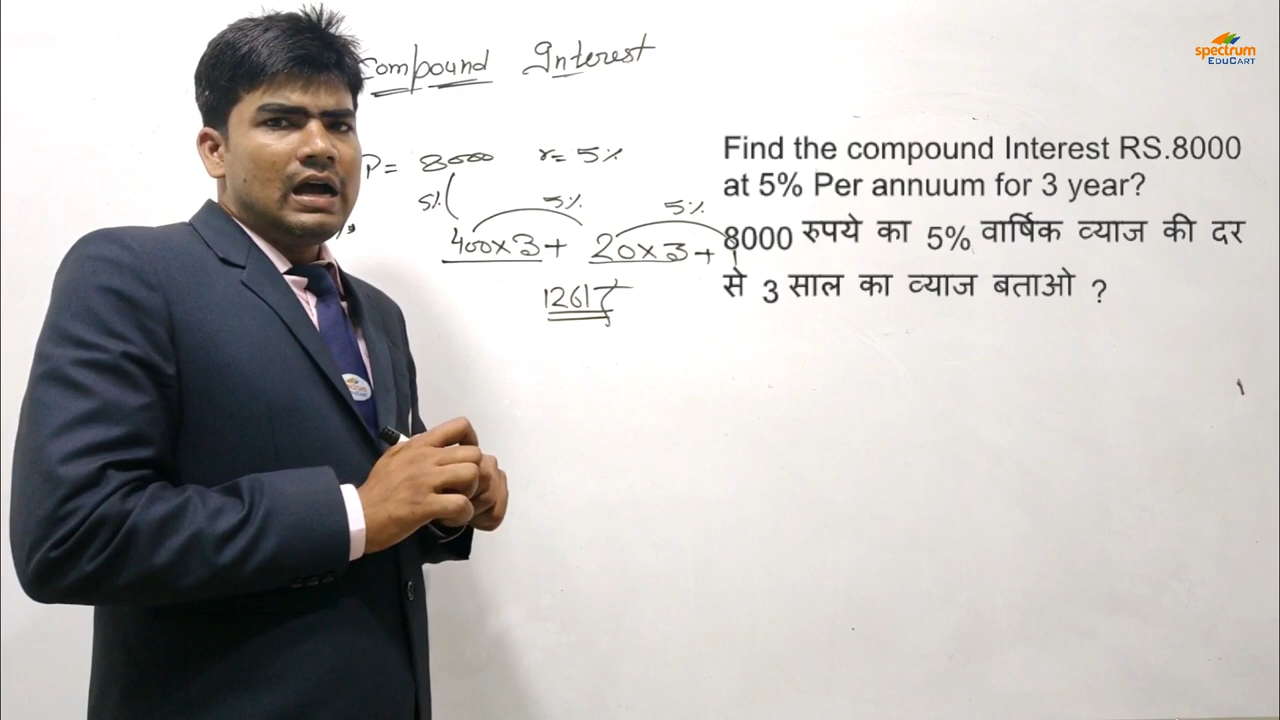 spectrum
EDUCART
Compound Interest
P = 8000 r = 5%
5% 5% 5%
400×3 + 20×3 + 1
1261/-
Find the compound Interest RS.8000
at 5% Per annuum for 3 year?
8000 रुपये का 5% वार्षिक व्याज की दर
से 3 साल का व्याज बताओ ?